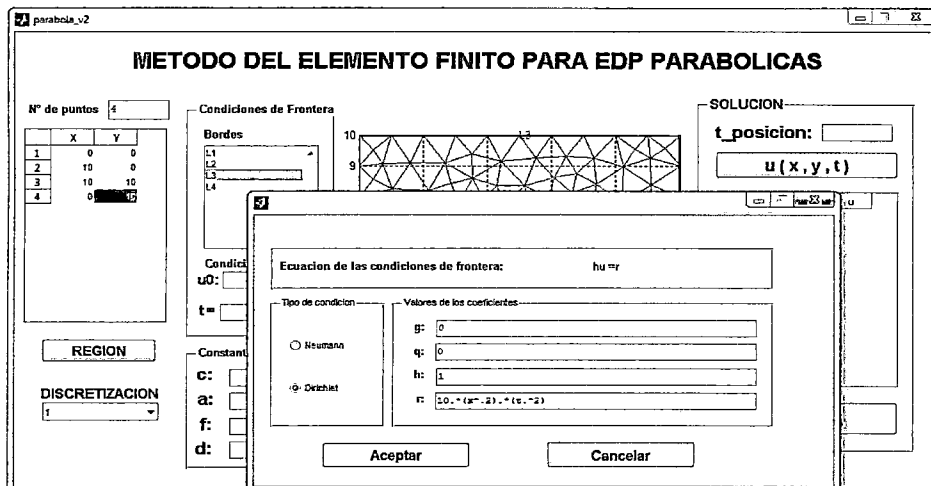 parabola_v2
METODO DEL ELEMENTO FINITO PARA EDP PARABOLICAS
Nº de puntos 4
X Y
1 0 0
2 10 0
3 10 10
4 0
REGION
DISCRETIZACION
1
Condiciones de Frontera
Bordes
L1
L2
L3
L4
Condici
u0:
t=
Constant
c:
a:
f:
d:
10
9
L3
SOLUCION
t_posicion:
u(x,y,t)
u
Ecuacion de las condiciones de frontera: hu=r
Tipo de condicion
Neumann
Dirichlet
Valores de los coeficientes
g: 0
q: 0
h: 1
r: 10.*(x^.2).*(t.^2)
Aceptar
Cancelar